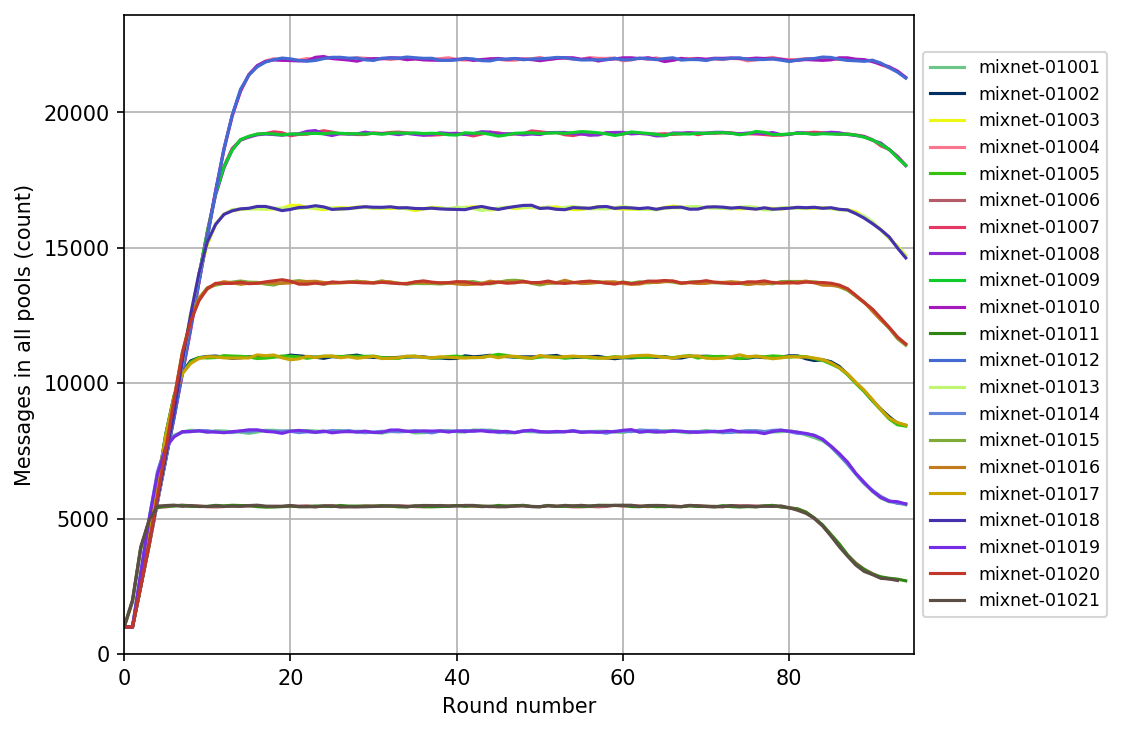 Messages in all pools (count)
20000
15000
10000
5000
0
0 20 40 60 80
Round number
mixnet-01001
mixnet-01002
mixnet-01003
mixnet-01004
mixnet-01005
mixnet-01006
mixnet-01007
mixnet-01008
mixnet-01009
mixnet-01010
mixnet-01011
mixnet-01012
mixnet-01013
mixnet-01014
mixnet-01015
mixnet-01016
mixnet-01017
mixnet-01018
mixnet-01019
mixnet-01020
mixnet-01021